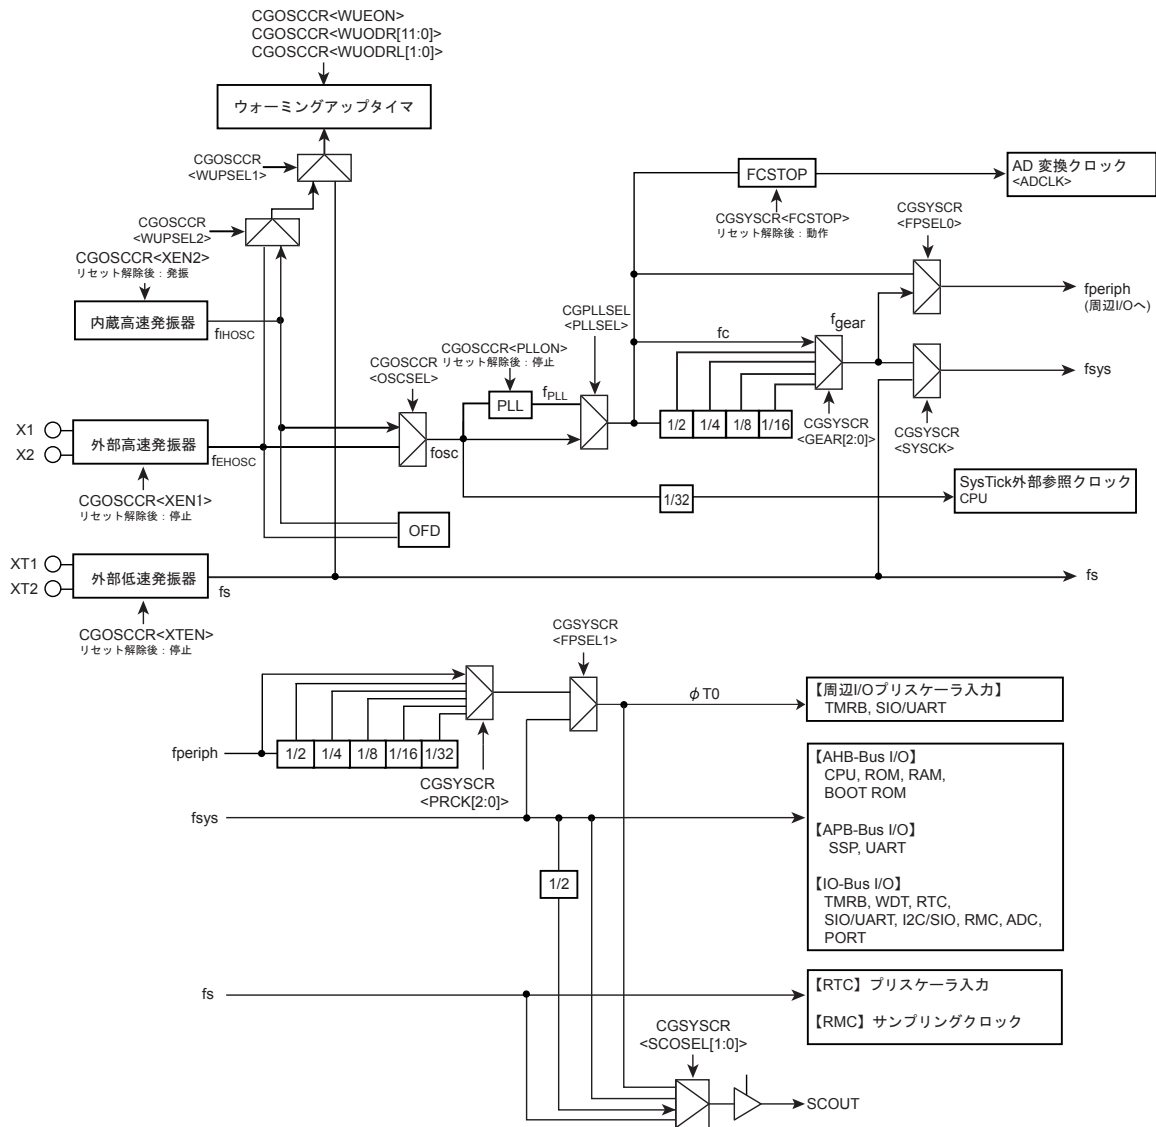 CGOSCCR<WUEON>
CGOSCCR<WUODR[11:0]>
CGOSCCR<WUODRL[1:0]>
ウォーミングアップタイマ
CGOSCCR
<WUPSEL1>
CGOSCCR
<WUPSEL2>
CGOSCCR<XEN2>
リセット解除後：発振
内蔵高速発振器
fIHOSC
X1
X2
外部高速発振器
fEHOSC
CGOSCCR<XEN1>
リセット解除後：停止
XT1
XT2
外部低速発振器
fs
CGOSCCR<XTEN>
リセット解除後：停止
OFD
CGOSCCR
<OSCSEL>
fosc
CGOSCCR<PLLON>
リセット解除後：停止
PLL
fPLL
CGPLLSEL
<PLLSEL>
FCSTOP
CGSYSCR<FCSTOP>
リセット解除後：動作
AD 変換クロック
<ADCLK>
CGSYSCR
<FPSEL0>
fperiph
(周辺I/Oへ)
fc
fgear
1/2
1/4
1/8
1/16
CGSYSCR
<GEAR[2:0]>
fsys
CGSYSCR
<SYSCK>
1/32
SysTick外部参照クロック
CPU
fs
CGSYSCR
<FPSEL1>
φT0
【周辺I/Oプリスケーラ入力】
TMRB, SIO/UART
fperiph
1/2
1/4
1/8
1/16
1/32
CGSYSCR
<PRCK[2:0]>
fsys
1/2
【AHB-Bus I/O】
CPU, ROM, RAM,
BOOT ROM
【APB-Bus I/O】
SSP, UART
【IO-Bus I/O】
TMRB, WDT, RTC,
SIO/UART, I2C/SIO, RMC, ADC,
PORT
fs
【RTC】プリスケーラ入力
【RMC】サンプリングクロック
CGSYSCR
<SCOSEL[1:0]>
SCOUT